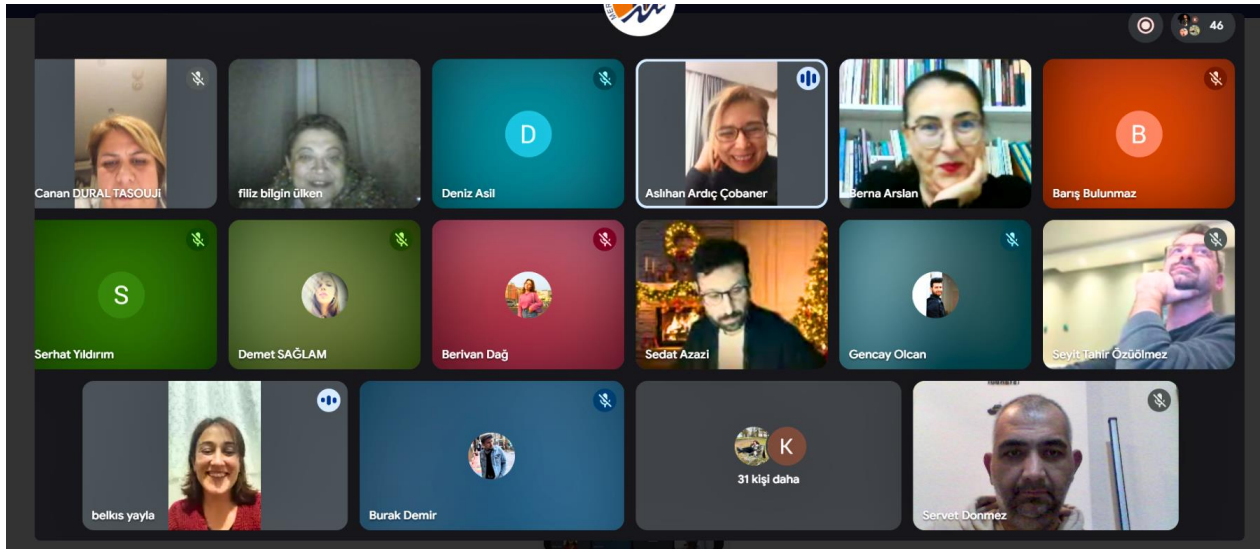 MER
46
Canan DURAL TASOUJİ
filiz bilgin ülken
D
Deniz Asil
Aslıhan Ardıç Çobaner
Berna Arslan
B
Barış Bulunmaz
S
Serhat Yıldırım
Demet SAĞLAM
Berivan Dağ
Sedat Azazi
Gencay Olcan
Seyit Tahir Özüölmez
belkıs yayla
Burak Demir
K
31 kişi daha
Servet Donmez